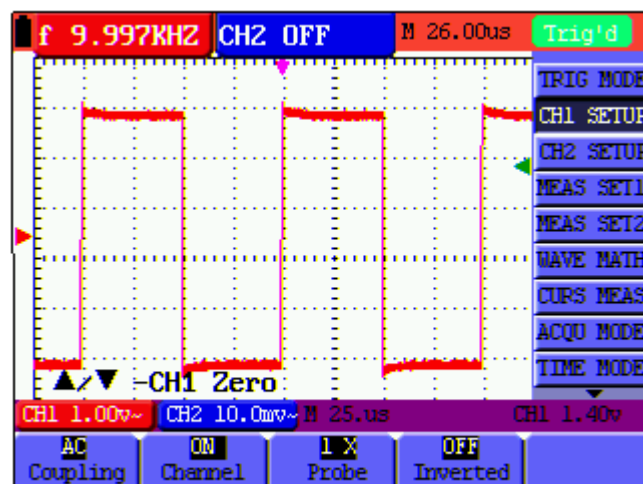 f 9.997KHZ CH2 OFF M 26.00us Trig'd
TRIG MODE
CH1 SETUP
CH2 SETUP
MEAS SET1
MEAS SET2
WAVE MATH
CURS MEAS
ACQU MODE
TIME MODE
▲/▼ -CH1 Zero
CH1 1.00v~ CH2 10.0mv~ M 25.us CH1 1.40v
AC ON 1 X OFF
Coupling Channel Probe Inverted